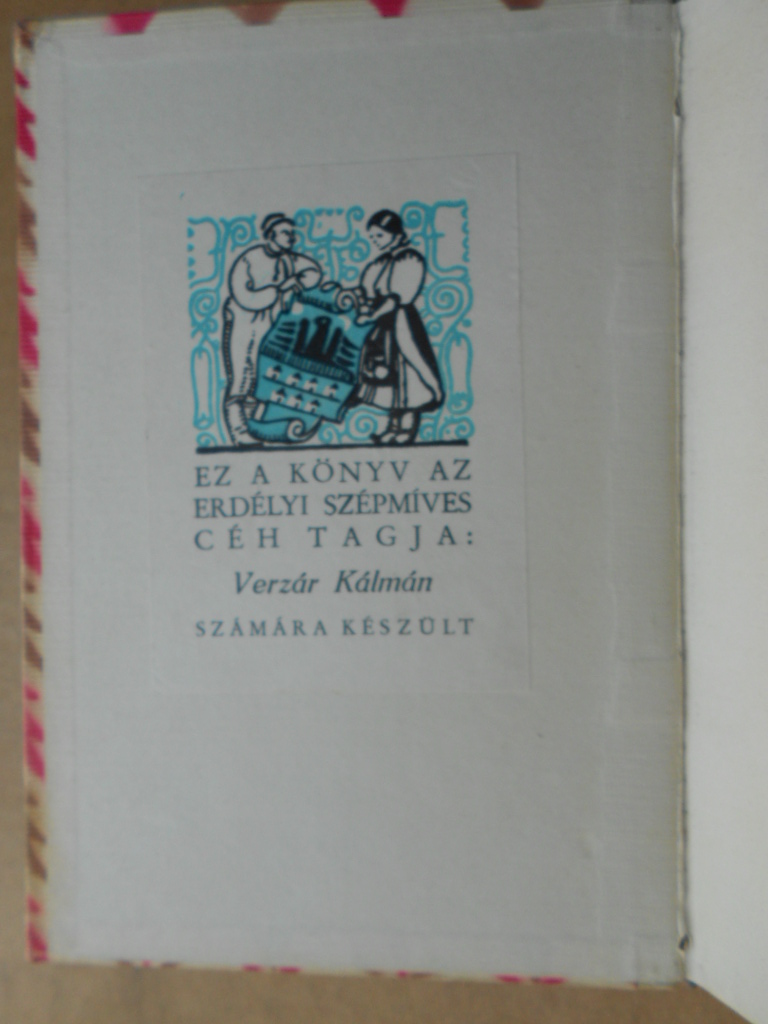 EZ A KÖNYV AZ
ERDÉLYI SZÉPMÍVES
CÉH TAGJA:
Verzár Kálmán
SZÁMÁRA KÉSZÜLT